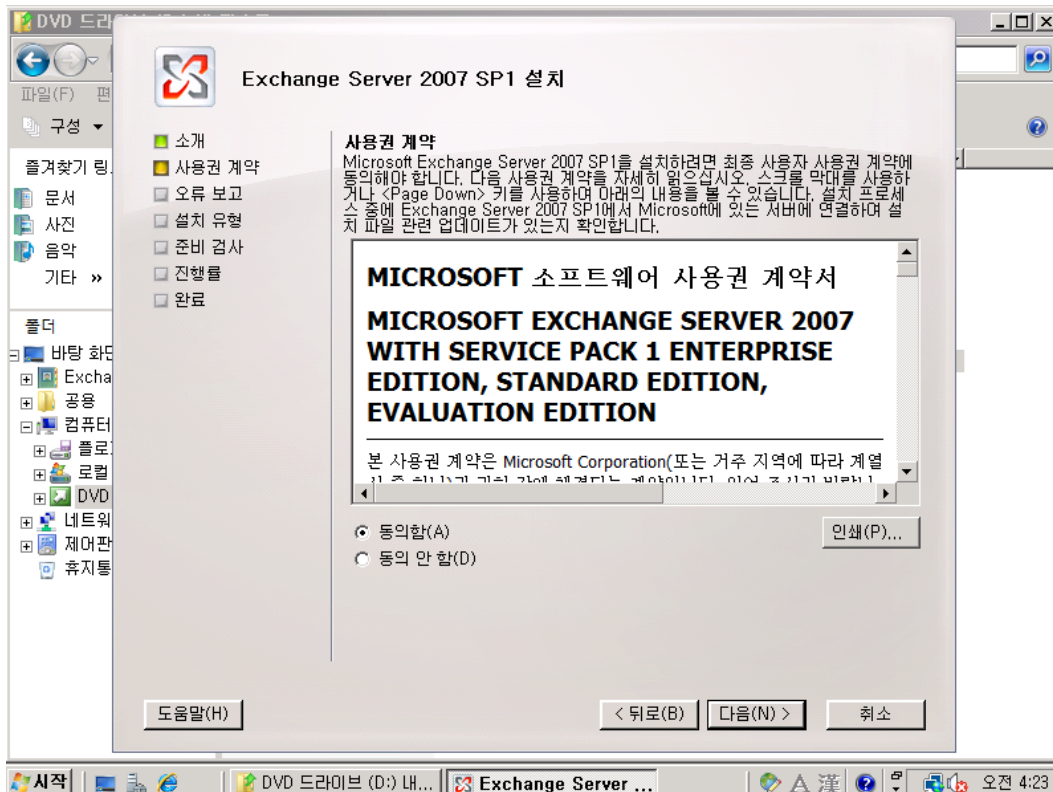 DVD 드라
Exchange Server 2007 SP1 설치
파일(F) 편
구성
즐겨찾기 링
문서
사진
음악
기타 »
폴더
바탕 화면
Excha
공용
컴퓨터
플로
로컬
DVD
네트워
제어판
휴지통
소개
사용권 계약
오류 보고
설치 유형
준비 검사
진행률
완료
사용권 계약
Microsoft Exchange Server 2007 SP1을 설치하려면 최종 사용자 사용권 계약에
동의해야 합니다. 다음 사용권 계약을 자세히 읽으십시오. 스크롤 막대를 사용하
거나 <Page Down> 키를 사용하여 아래의 내용을 볼 수 있습니다. 설치 프로세
스 중에 Exchange Server 2007 SP1에서 Microsoft에 있는 서버에 연결하여 설
치 파일 관련 업데이트가 있는지 확인합니다.
MICROSOFT 소프트웨어 사용권 계약서
MICROSOFT EXCHANGE SERVER 2007
WITH SERVICE PACK 1 ENTERPRISE
EDITION, STANDARD EDITION,
EVALUATION EDITION
본 사용권 계약은 Microsoft Corporation(또는 거주 지역에 따라 계열
동의함(A)
동의 안 함(D)
인쇄(P)...
도움말(H)
< 뒤로(B)
다음(N) >
취소
시작
DVD 드라이브 (D:) 내...
Exchange Server ...
A 漢
오전 4:23